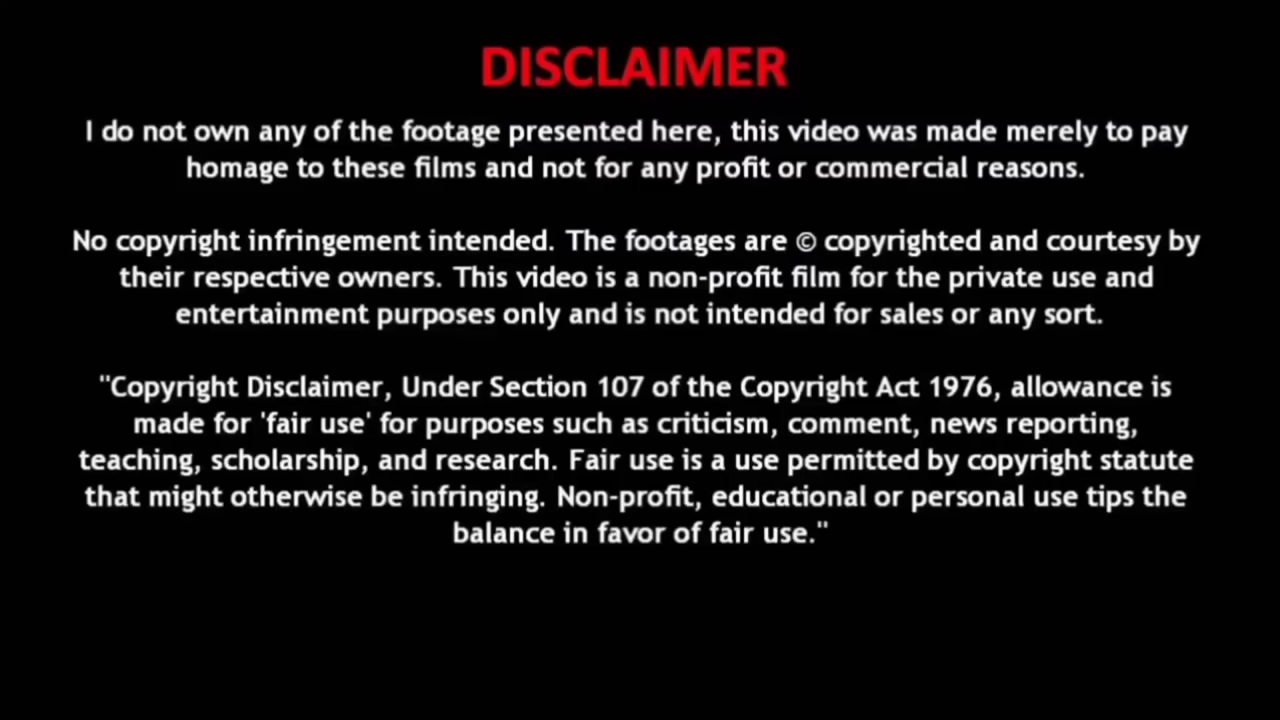 DISCLAIMER
I do not own any of the footage presented here, this video was made merely to pay
homage to these films and not for any profit or commercial reasons.
No copyright infringement intended. The footages are © copyrighted and courtesy by
their respective owners. This video is a non-profit film for the private use and
entertainment purposes only and is not intended for sales or any sort.
"Copyright Disclaimer, Under Section 107 of the Copyright Act 1976, allowance is
made for 'fair use' for purposes such as criticism, comment, news reporting,
teaching, scholarship, and research. Fair use is a use permitted by copyright statute
that might otherwise be infringing. Non-profit, educational or personal use tips the
balance in favor of fair use."